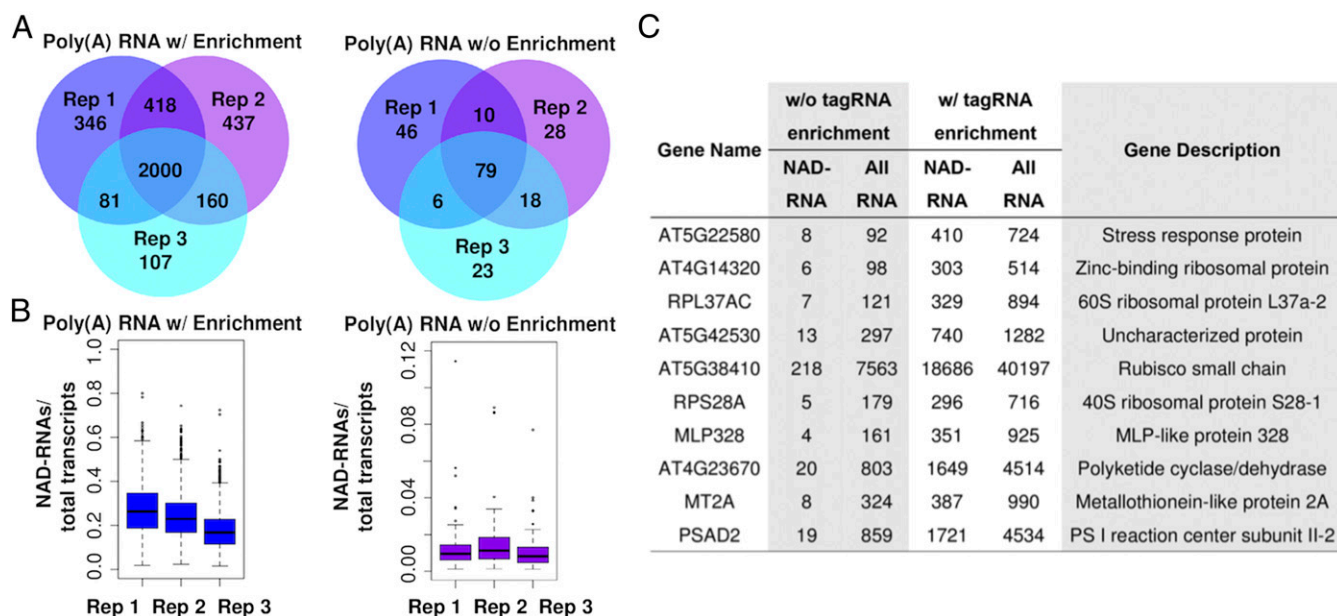 A
Poly(A) RNA w/ Enrichment
Rep 1
346
418
Rep 2
437
2000
81
160
Rep 3
107
Poly(A) RNA w/o Enrichment
Rep 1
46
10
Rep 2
28
79
6
18
Rep 3
23
B
Poly(A) RNA w/ Enrichment
NAD-RNAs/
total transcripts
1.0
0.8
0.6
0.4
0.2
0.0
Rep 1 Rep 2 Rep 3
Poly(A) RNA w/o Enrichment
NAD-RNAs/
total transcripts
0.12
0.08
0.04
0.00
Rep 1 Rep 2 Rep 3
C
w/o tagRNA w/ tagRNA
enrichment enrichment
Gene Name Gene Description
NAD- All NAD- All
RNA RNA RNA RNA
AT5G22580 8 92 410 724 Stress response protein
AT4G14320 6 98 303 514 Zinc-binding ribosomal protein
RPL37AC 7 121 329 894 60S ribosomal protein L37a-2
AT5G42530 13 297 740 1282 Uncharacterized protein
AT5G38410 218 7563 18686 40197 Rubisco small chain
RPS28A 5 179 296 716 40S ribosomal protein S28-1
MLP328 4 161 351 925 MLP-like protein 328
AT4G23670 20 803 1649 4514 Polyketide cyclase/dehydrase
MT2A 8 324 387 990 Metallothionein-like protein 2A
PSAD2 19 859 1721 4534 PS I reaction center subunit II-2